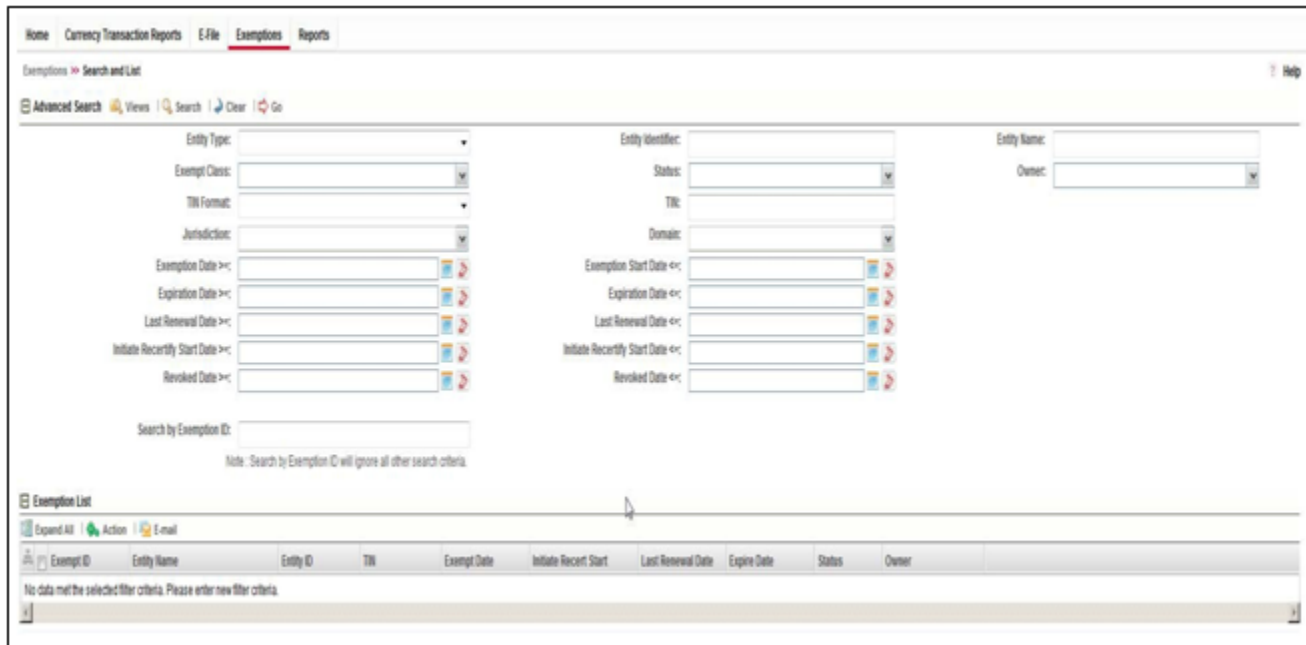 Home Currency Transaction Reports E-File Exemptions Reports
Exemptions >> Search and List ? Help
Advanced Search Views | Search | Clear | Go
Entity Type: Entity Identifier: Entity Name:
Exempt Class: Status: Owner:
TIN Format: TIN:
Jurisdiction: Domain:
Exemption Date >=: Exemption Start Date <=:
Expiration Date >=: Expiration Date <=:
Last Renewal Date >=: Last Renewal Date <=:
Initiate Recertify Start Date >=: Initiate Recertify Start Date <=:
Revoked Date >=: Revoked Date <=:
Search by Exemption ID:
Note : Search by Exemption ID will ignore all other search criteria.
Exemption List
Expand All | Action | E-mail
Exempt ID Entity Name Entity ID TIN Exempt Date Initiate Recert Start Last Renewal Date Expire Date Status Owner
No data met the selected filter criteria. Please enter new filter criteria.